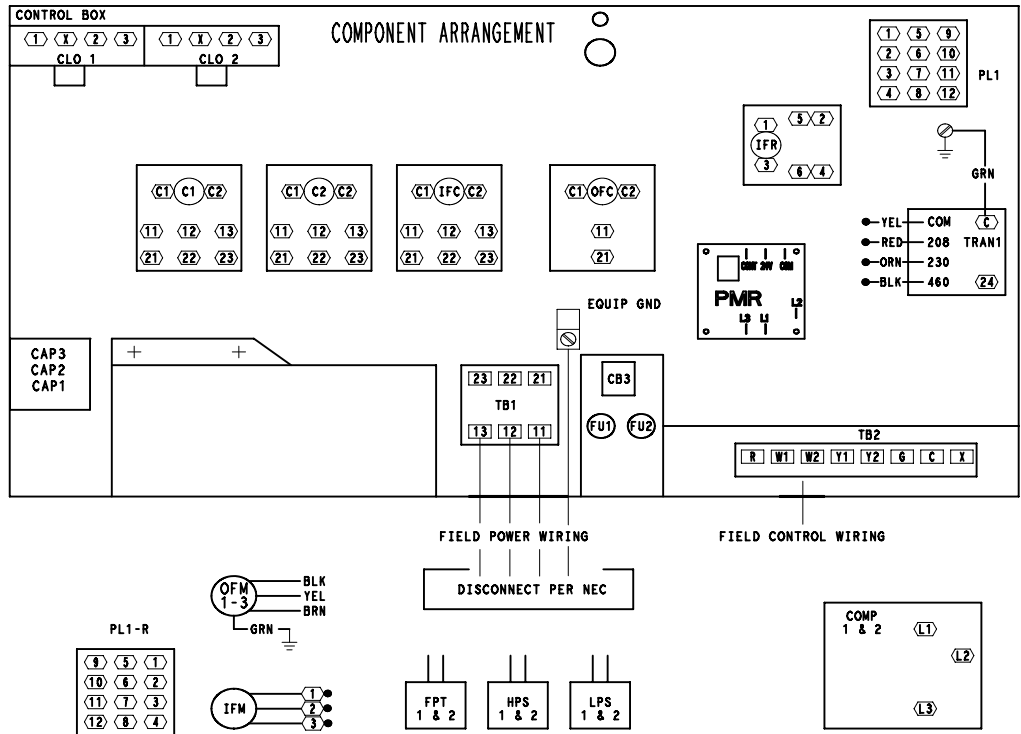 CONTROL BOX
1 X 2 3
CLO 1
1 X 2 3
CLO 2
COMPONENT ARRANGEMENT
1 5 9
2 6 10
3 7 11
4 8 12
PL1
1 5 2
IFR
3 6 4
GRN
C1 C1 C2
11 12 13
21 22 23
C1 C2 C2
11 12 13
21 22 23
C1 IFC C2
11 12 13
21 22 23
C1 OFC C2
11
21
YEL COM C
RED 208 TRAN1
ORN 230
BLK 460 24
CONT 24V COM
PMR
L2
L3 L1
EQUIP GND
CAP3
CAP2
CAP1
23 22 21
TB1
13 12 11
CB3
FU1 FU2
TB2
R W1 W2 Y1 Y2 G C X
FIELD POWER WIRING
FIELD CONTROL WIRING
DISCONNECT PER NEC
OFM
1-3
BLK
YEL
BRN
GRN
PL1-R
9 5 1
10 6 2
11 7 3
12 8 4
IFM
1
2
3
FPT
1 & 2
HPS
1 & 2
LPS
1 & 2
COMP
1 & 2
L1
L2
L3